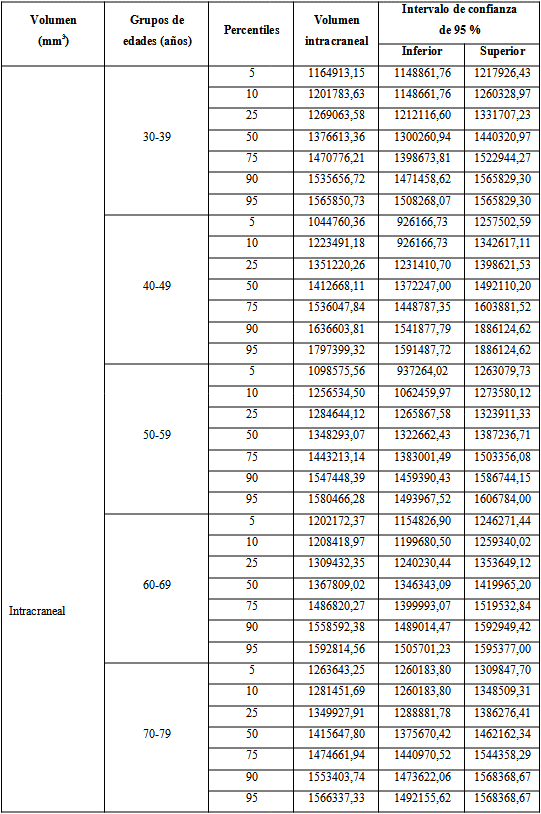 Volumen (mm³) Grupos de edades (años) Percentiles Volumen intracraneal Intervalo de confianza de 95 %
Inferior Superior
Intracraneal
30-39
5 1164913,15 1148861,76 1217926,43
10 1201783,63 1148661,76 1260328,97
25 1269063,58 1212116,60 1331707,23
50 1376613,36 1300260,94 1440320,97
75 1470776,21 1398673,81 1522944,27
90 1535656,72 1471458,62 1565829,30
95 1565850,73 1508268,07 1565829,30
40-49
5 1044760,36 926166,73 1257502,59
10 1223491,18 926166,73 1342617,11
25 1351220,26 1231410,70 1398621,53
50 1412668,11 1372247,00 1492110,20
75 1536047,84 1448787,35 1603881,52
90 1636603,81 1541877,79 1886124,62
95 1797399,32 1591487,72 1886124,62
50-59
5 1098575,56 937264,02 1263079,73
10 1256534,50 1062459,97 1273580,12
25 1284644,12 1265867,58 1323911,33
50 1348293,07 1322662,43 1387236,71
75 1443213,14 1383001,49 1503356,08
90 1547448,39 1459390,43 1586744,15
95 1580466,28 1493967,52 1606784,00
60-69
5 1202172,37 1154826,90 1246271,44
10 1208418,97 1199680,50 1259340,02
25 1309432,35 1240230,44 1353649,12
50 1367809,02 1346343,09 1419965,20
75 1486820,27 1399993,07 1519532,84
90 1558592,38 1489014,47 1592949,42
95 1592814,56 1505701,23 1595377,00
70-79
5 1263643,25 1260183,80 1309847,70
10 1281451,69 1260183,80 1348509,31
25 1349927,91 1288881,78 1386276,41
50 1415647,80 1375670,42 1462162,34
75 1474661,94 1440970,52 1544358,29
90 1553403,74 1473622,06 1568368,67
95 1566337,33 1492155,62 1568368,67